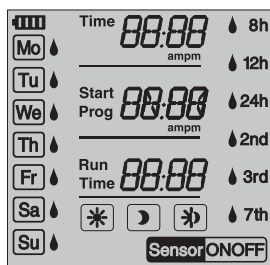 Time 88:88
ampm
8h
Mo
12h
Tu
Start Prog 88:88
ampm
24h
We
2nd
Th
Run Time 88:88
3rd
Fr
Sa
7th
Su
Sensor ONOFF